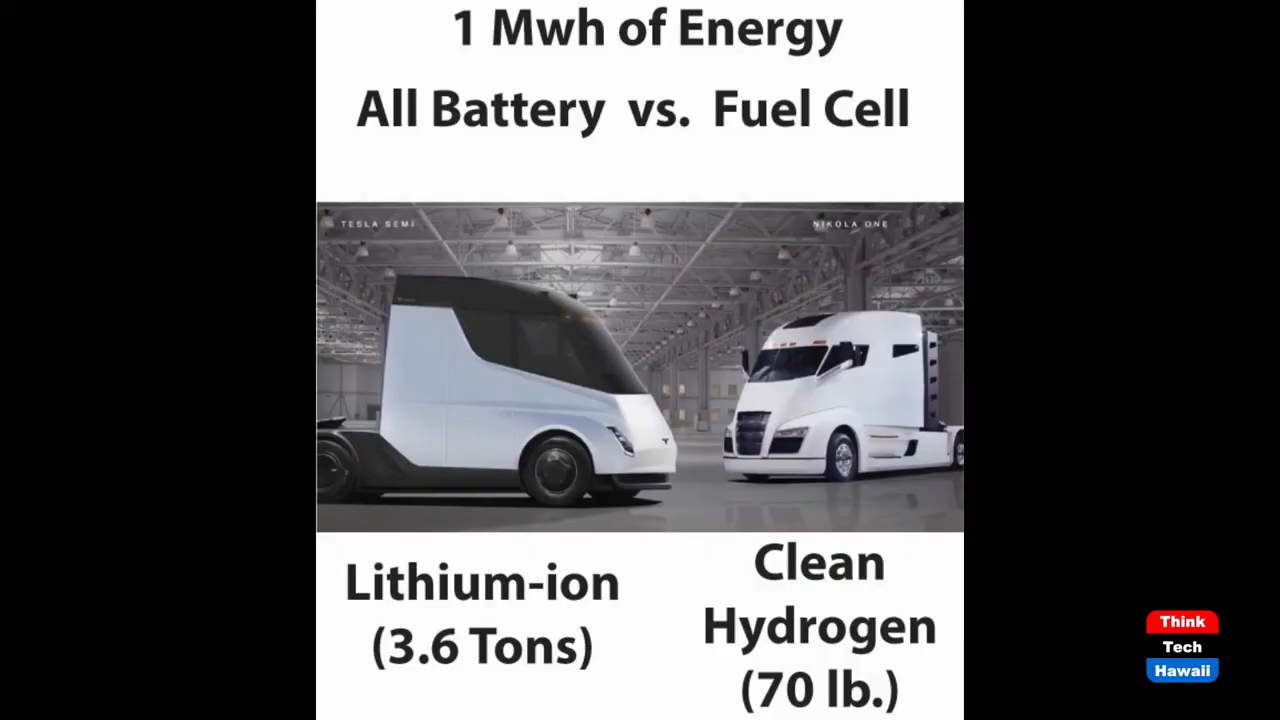 1 Mwh of Energy
All Battery vs. Fuel Cell
TESLA SEMI
NIKOLA ONE
Lithium-ion
(3.6 Tons)
Clean
Hydrogen
(70 lb.)
Think
Tech
Hawaii